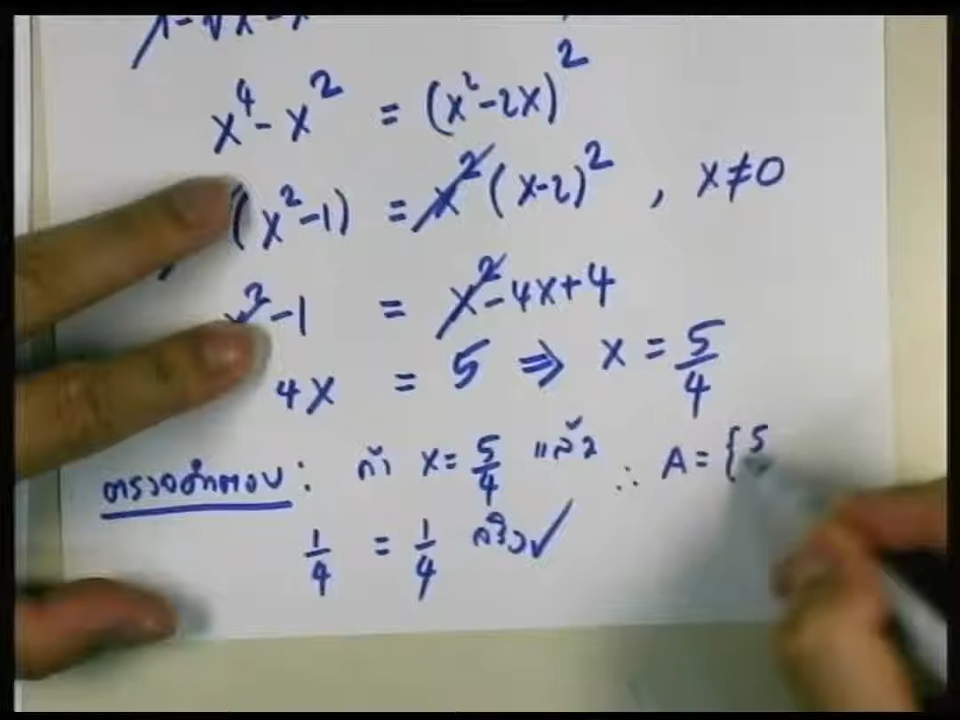 x⁴ - x² = (x² - 2x)²
(x² - 1) = x² (x-2)² , x ≠ 0
x² - 1 = x² - 4x + 4
4x = 5 ⇒ x = 5/4
ตรวจคำตอบ : ถ้า x = 5/4 แล้ว ∴ A = {5
1/4 = 1/4 จริง ✓